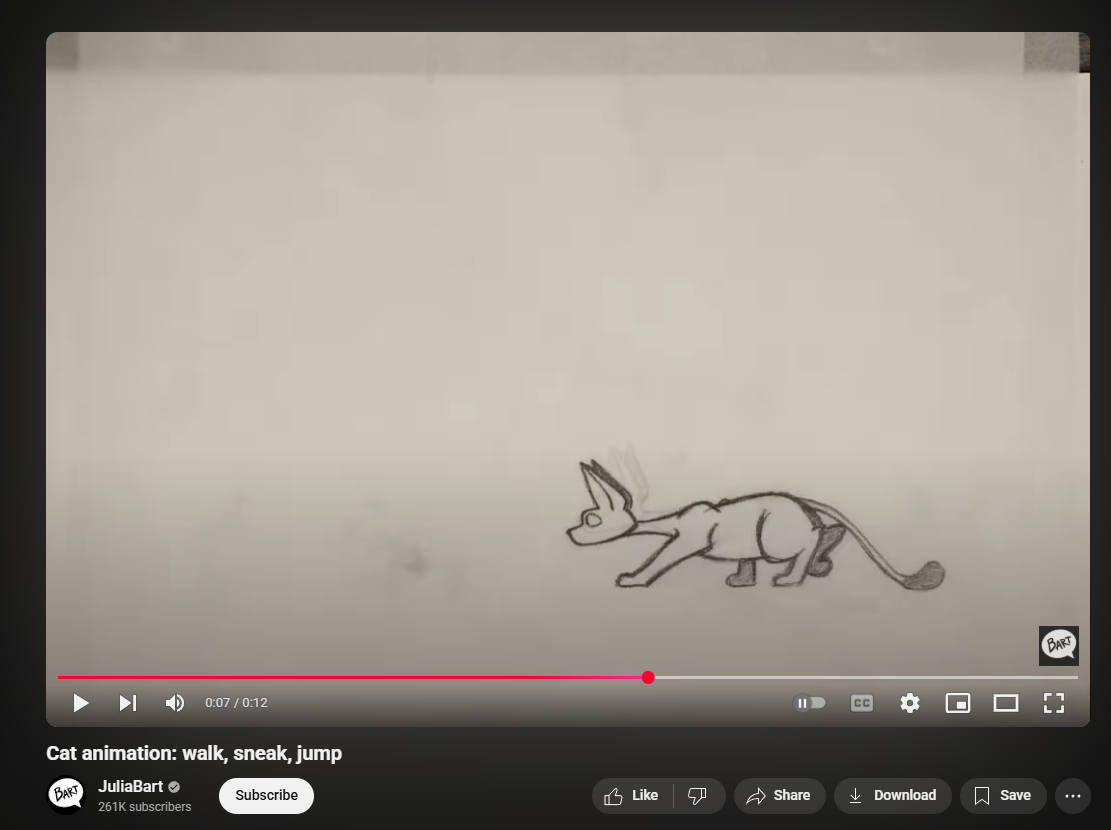 BART
0:07 / 0:12
CC
Cat animation: walk, sneak, jump
BART
JuliaBart
261K subscribers
Subscribe
Like
Share
Download
Save